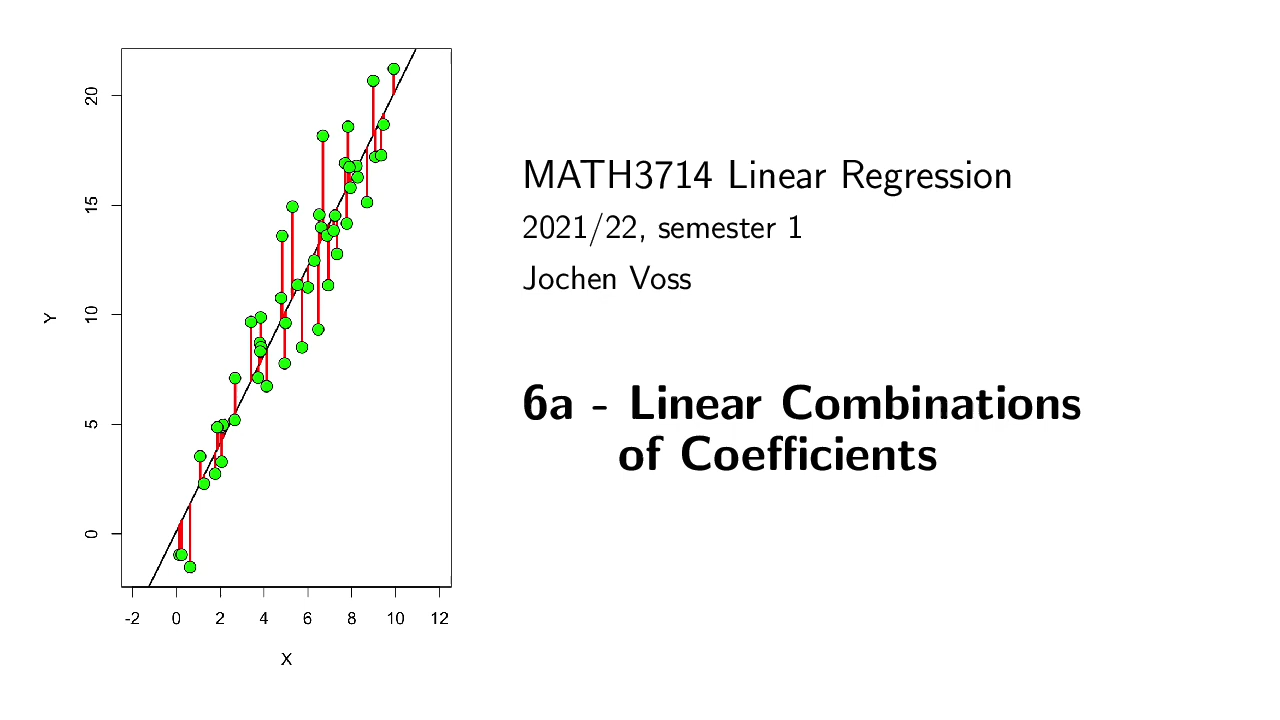 20
15
10
5
0
Y
-2 0 2 4 6 8 10 12
X
MATH3714 Linear Regression
2021/22, semester 1
Jochen Voss
6a - Linear Combinations
of Coefficients